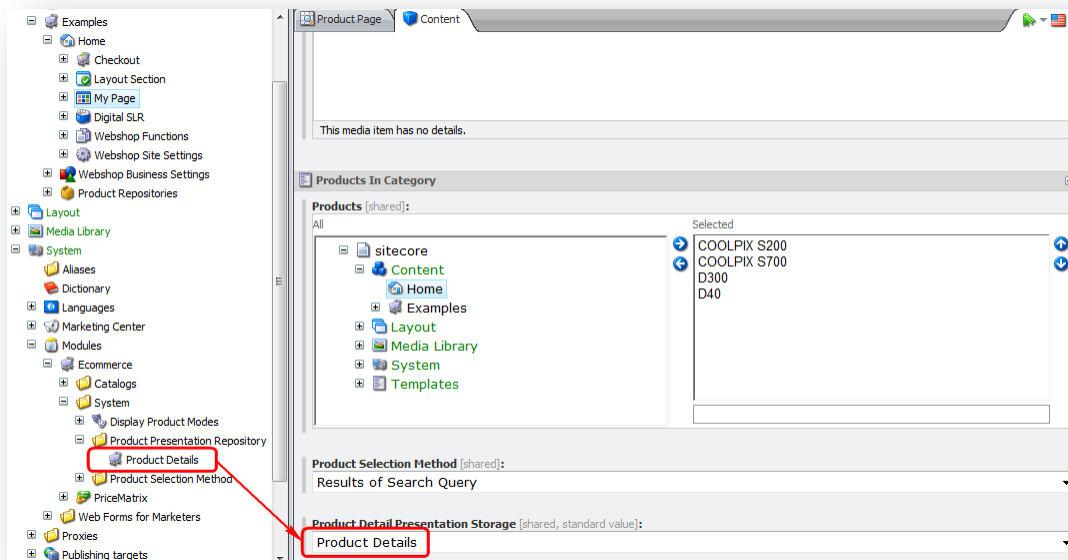 Examples
Home
Checkout
Layout Section
My Page
Digital SLR
Webshop Functions
Webshop Site Settings
Webshop Business Settings
Product Repositories
Layout
Media Library
System
Aliases
Dictionary
Languages
Marketing Center
Modules
Ecommerce
Catalogs
System
Display Product Modes
Product Presentation Repository
Product Details
Product Selection Method
PriceMatrix
Web Forms for Marketers
Proxies
Publishing targets
Product Page
Content
This media item has no details.
Products In Category
Products [shared]:
All
sitecore
Content
Home
Examples
Layout
Media Library
System
Templates
Selected
COOLPIX S200
COOLPIX S700
D300
D40
Product Selection Method [shared]:
Results of Search Query
Product Detail Presentation Storage [shared, standard value]:
Product Details